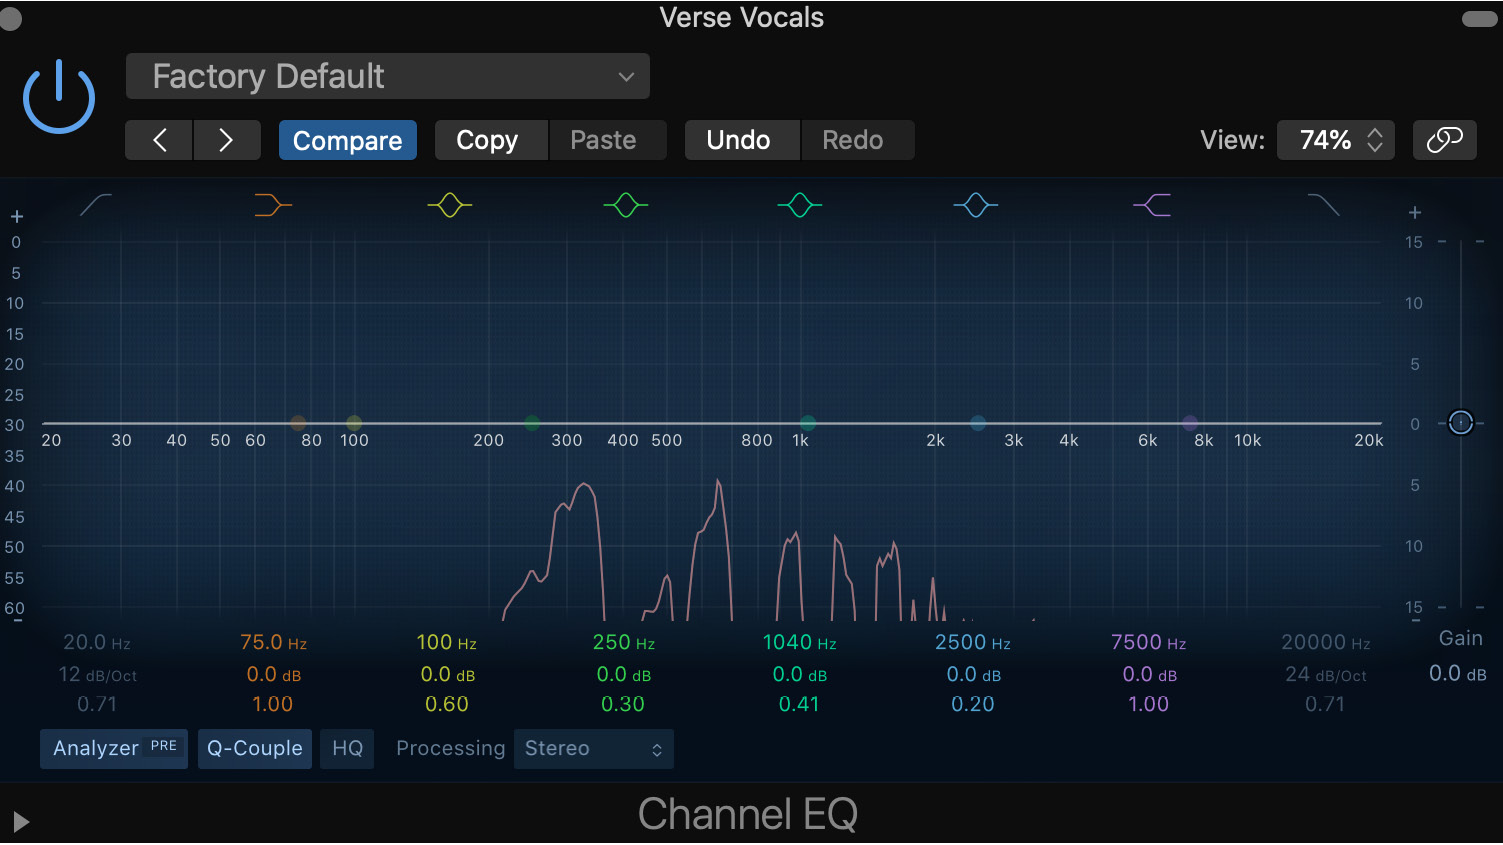 Verse Vocals
Factory Default
Compare Copy Paste Undo Redo View: 74%
+ +
0 15
5
10 10
15
20 5
25
30 0
20 30 40 50 60 80 100 200 300 400 500 800 1k 2k 3k 4k 6k 8k 10k 20k
35
40 5
45
50 10
55
60 15
20.0 Hz 75.0 Hz 100 Hz 250 Hz 1040 Hz 2500 Hz 7500 Hz 20000 Hz Gain
12 dB/Oct 0.0 dB 0.0 dB 0.0 dB 0.0 dB 0.0 dB 0.0 dB 24 dB/Oct 0.0 dB
0.71 1.00 0.60 0.30 0.41 0.20 1.00 0.71
Analyzer PRE Q-Couple HQ Processing Stereo
Channel EQ